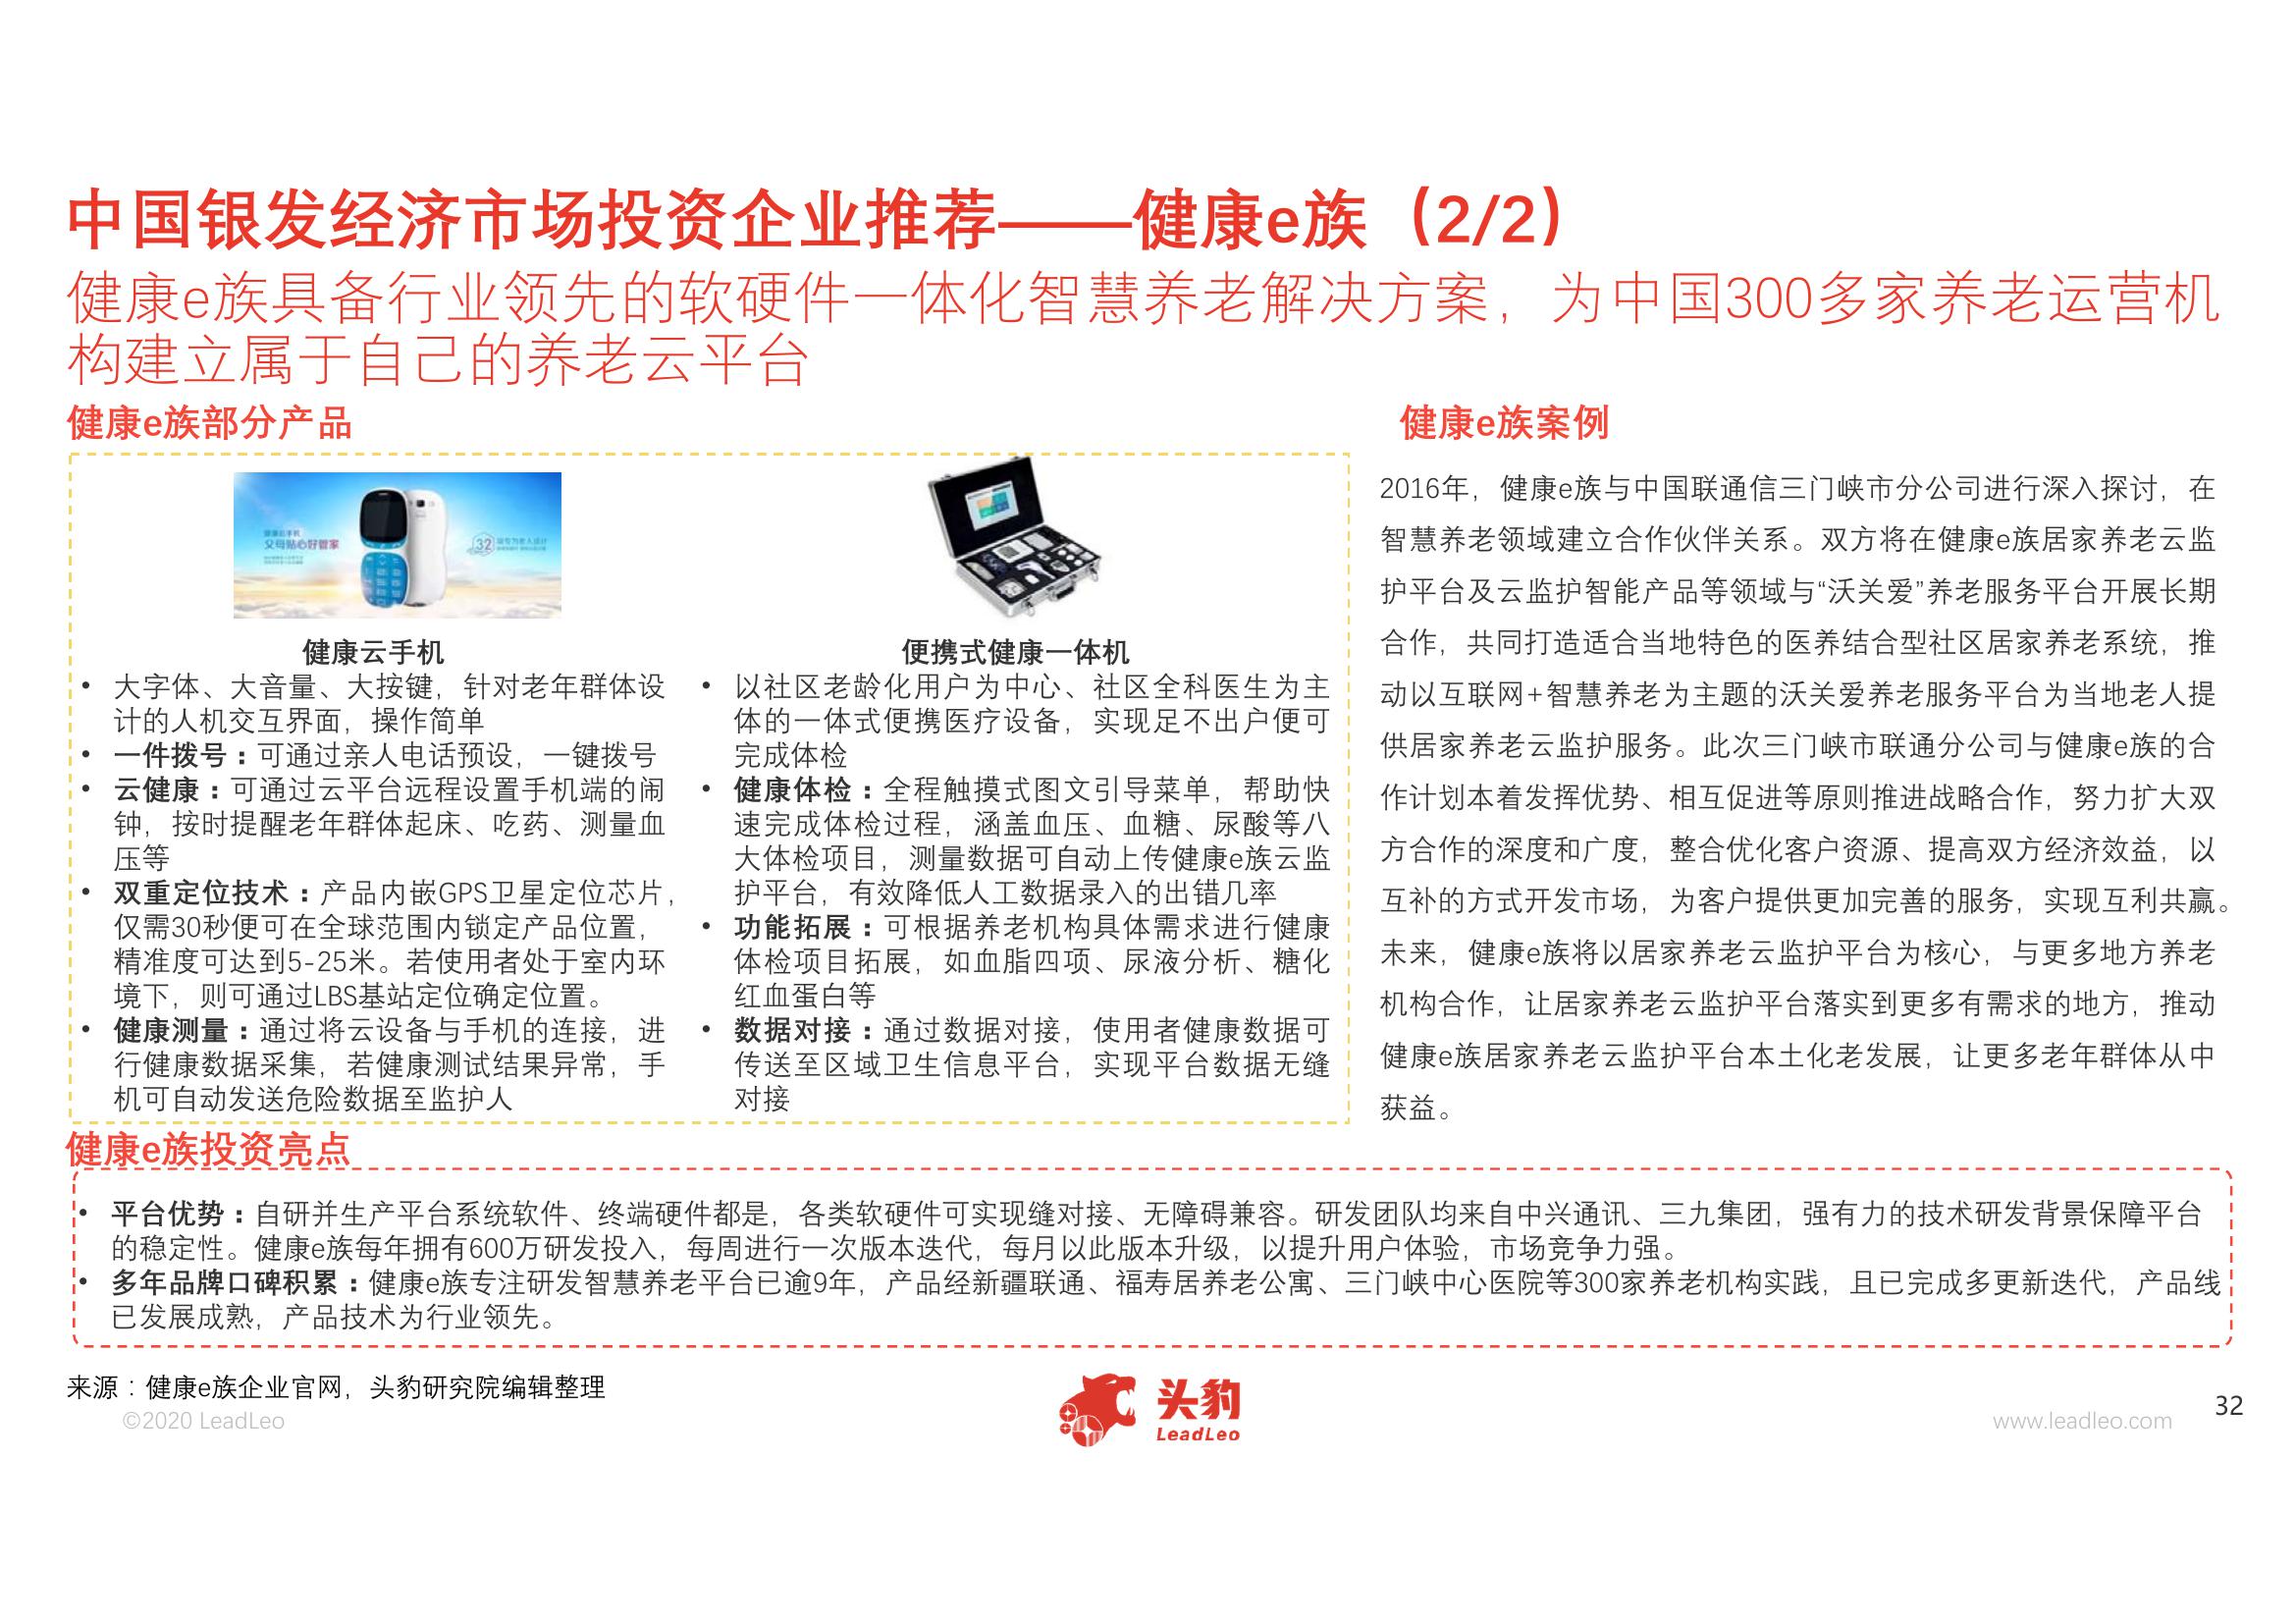 中国银发经济市场投资企业推荐——健康e族（2/2）
健康e族具备行业领先的软硬件一体化智慧养老解决方案，为中国300多家养老运营机
构建立属于自己的养老云平台
健康e族部分产品
健康云手机
父母贴心好管家
32
健康云手机
• 大字体、大音量、大按键，针对老年群体设
计的人机交互界面，操作简单
• 一件拨号：可通过亲人电话预设，一键拨号
• 云健康：可通过云平台远程设置手机端的闹
钟，按时提醒老年群体起床、吃药、测量血
压等
• 双重定位技术：产品内嵌GPS卫星定位芯片，
仅需30秒便可在全球范围内锁定产品位置，
精准度可达到5-25米。若使用者处于室内环
境下，则可通过LBS基站定位确定位置。
• 健康测量：通过将云设备与手机的连接，进
行健康数据采集，若健康测试结果异常，手
机可自动发送危险数据至监护人
便携式健康一体机
• 以社区老龄化用户为中心、社区全科医生为主
体的一体式便携医疗设备，实现足不出户便可
完成体检
• 健康体检：全程触摸式图文引导菜单，帮助快
速完成体检过程，涵盖血压、血糖、尿酸等八
大体检项目，测量数据可自动上传健康e族云监
护平台，有效降低人工数据录入的出错几率
• 功能拓展：可根据养老机构具体需求进行健康
体检项目拓展，如血脂四项、尿液分析、糖化
红血蛋白等
• 数据对接：通过数据对接，使用者健康数据可
传送至区域卫生信息平台，实现平台数据无缝
对接
健康e族案例
2016年，健康e族与中国联通信三门峡市分公司进行深入探讨，在
智慧养老领域建立合作伙伴关系。双方将在健康e族居家养老云监
护平台及云监护智能产品等领域与“沃关爱”养老服务平台开展长期
合作，共同打造适合当地特色的医养结合型社区居家养老系统，推
动以互联网+智慧养老为主题的沃关爱养老服务平台为当地老人提
供居家养老云监护服务。此次三门峡市联通分公司与健康e族的合
作计划本着发挥优势、相互促进等原则推进战略合作，努力扩大双
方合作的深度和广度，整合优化客户资源、提高双方经济效益，以
互补的方式开发市场，为客户提供更加完善的服务，实现互利共赢。
未来，健康e族将以居家养老云监护平台为核心，与更多地方养老
机构合作，让居家养老云监护平台落实到更多有需求的地方，推动
健康e族居家养老云监护平台本土化老发展，让更多老年群体从中
获益。
健康e族投资亮点
• 平台优势：自研并生产平台系统软件、终端硬件都是，各类软硬件可实现缝对接、无障碍兼容。研发团队均来自中兴通讯、三九集团，强有力的技术研发背景保障平台
的稳定性。健康e族每年拥有600万研发投入，每周进行一次版本迭代，每月以此版本升级，以提升用户体验，市场竞争力强。
• 多年品牌口碑积累：健康e族专注研发智慧养老平台已逾9年，产品经新疆联通、福寿居养老公寓、三门峡中心医院等300家养老机构实践，且已完成多更新迭代，产品线
已发展成熟，产品技术为行业领先。
来源：健康e族企业官网，头豹研究院编辑整理
©2020 LeadLeo
头豹
LeadLeo
www.leadleo.com
32